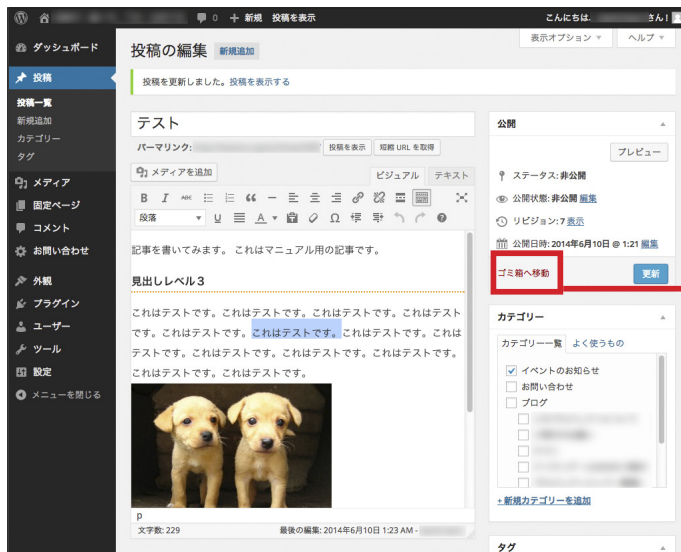 0 + 新規 投稿を表示
こんにちは、 さん!
ダッシュボード
投稿
投稿一覧
新規追加
カテゴリー
タグ
メディア
固定ページ
コメント
お問い合わせ
外観
プラグイン
ユーザー
ツール
設定
メニューを閉じる
表示オプション ▼
ヘルプ ▼
投稿の編集 新規追加
投稿を更新しました。投稿を表示する
テスト
パーマリンク:
投稿を表示
短縮 URL を取得
メディアを追加
ビジュアル テキスト
B I ABC
段落
U A Ω
記事を書いてみます。 これはマニュアル用の記事です。
見出しレベル3
これはテストです。これはテストです。これはテストです。これはテスト
です。これはテストです。これはテストです。これはテストです。これは
テストです。これはテストです。これはテストです。これはテストです。
これはテストです。これはテストです。
p
文字数: 229
最後の編集: 2014年6月10日 1:23 AM -
公開
プレビュー
ステータス: 非公開
公開状態: 非公開 編集
リビジョン: 7 表示
公開日時: 2014年6月10日 @ 1:21 編集
ゴミ箱へ移動
更新
カテゴリー
カテゴリー一覧 よく使うもの
イベントのお知らせ
お問い合わせ
ブログ
+ 新規カテゴリーを追加
タグ